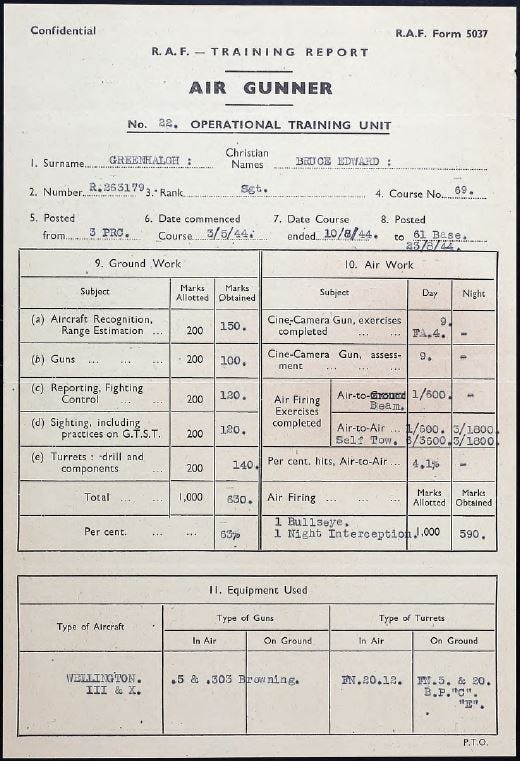 Confidential
R.A.F. Form 5037
R.A.F. — TRAINING REPORT
AIR GUNNER
No. 22. OPERATIONAL TRAINING UNIT
1. Surname GREENHALGH : Christian Names BRUCE EDWARD :
2. Number R.263179 3. Rank Sgt. 4. Course No. 69.
5. Posted 6. Date commenced 7. Date Course 8. Posted
from 3 PRC. Course 3/5/44. ended 10/8/44. to 61 Base.
23/8/44.
9. Ground Work
Subject Marks Allotted Marks Obtained
(a) Aircraft Recognition, Range Estimation ... 200 150.
(b) Guns ... ... ... 200 100.
(c) Reporting, Fighting Control ... ... 200 120.
(d) Sighting, including practices on G.T.S.T. 200 120.
(e) Turrets : drill and components ... 200 140.
Total ... ... 1,000 630.
Per cent. ... ... 63%
10. Air Work
Subject Day Night
Cine-Camera Gun, exercises completed ... ... 9. FA.4. -
Cine-Camera Gun, assessment ... ... 9. -
Air Firing Exercises completed
Air-to-Ground Beam. 1/600. -
Air-to-Air ... 1/600. 3/1800
Self Tow. 6/3600. 3/1800
Per cent. hits, Air-to-Air ... 4.1% -
Air Firing ... ... ... Marks Allotted Marks Obtained
1 Bullseye.
1 Night Interception. 1,000 590.
11. Equipment Used
Type of Aircraft Type of Guns Type of Turrets
In Air On Ground In Air On Ground
WELLINGTON. .5 & .303 Browning. FN.20.12. FN.5. & 20.
III & X. B.P."C".
"E".
P.T.O.